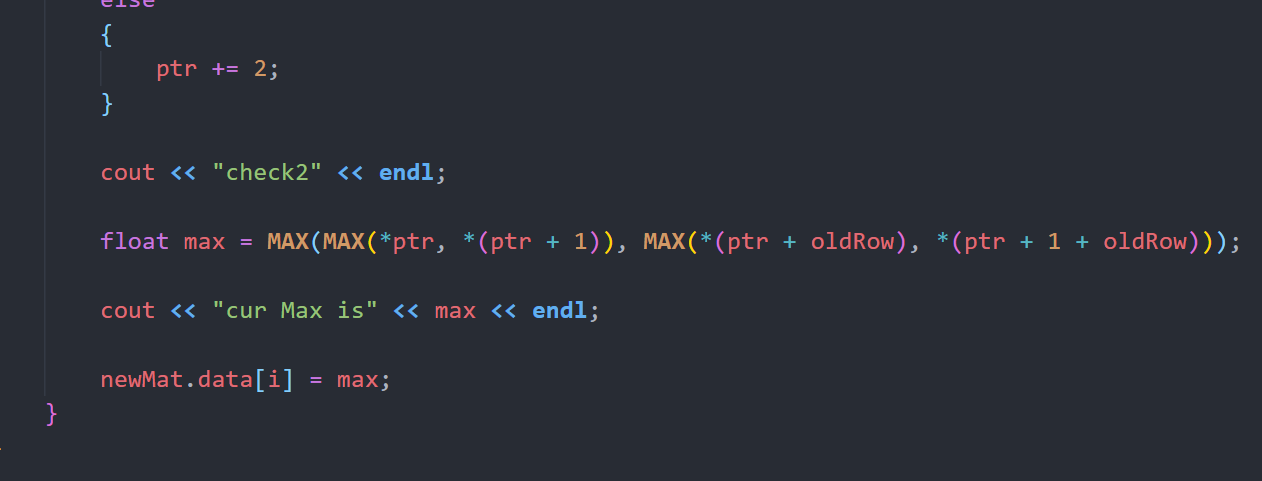 else
{
ptr += 2;
}
cout << "check2" << endl;
float max = MAX(MAX(*ptr, *(ptr + 1)), MAX(*(ptr + oldRow), *(ptr + 1 + oldRow)));
cout << "cur Max is" << max << endl;
newMat.data[i] = max;
}